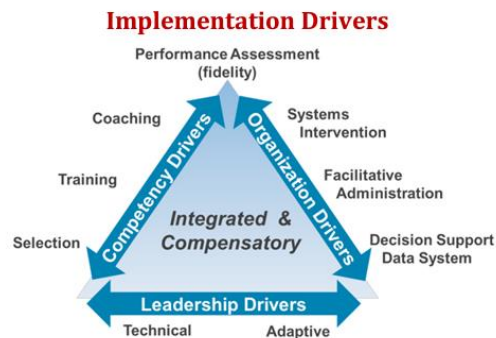 Implementation Drivers
Performance Assessment
(fidelity)
Coaching
Training
Selection
Competency Drivers
Organization Drivers
Systems
Intervention
Facilitative
Administration
Decision Support
Data System
Integrated &
Compensatory
Leadership Drivers
Technical
Adaptive